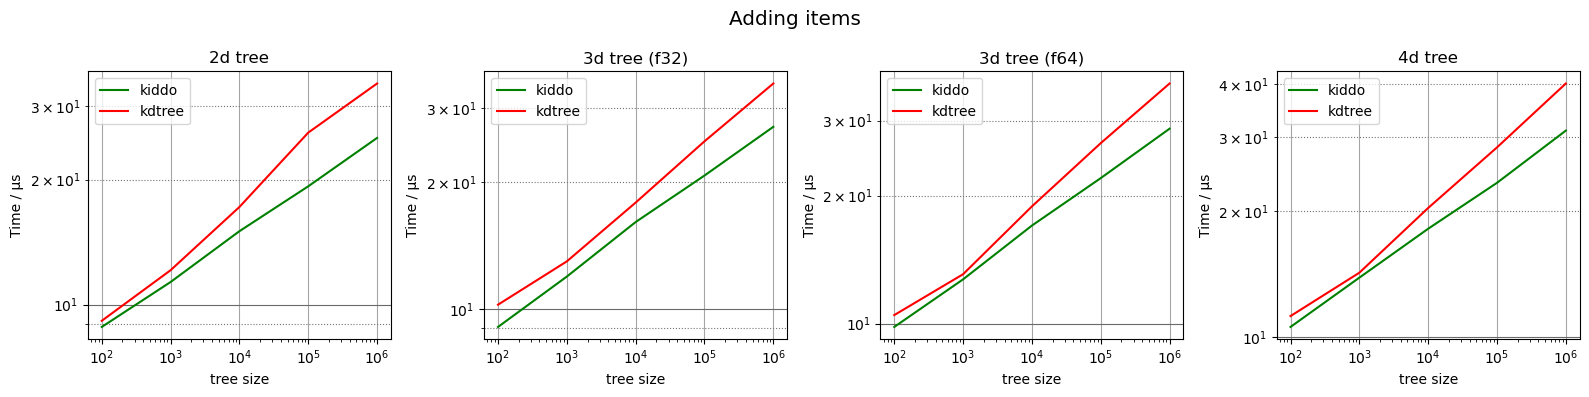 Adding items
2d tree
kiddo
kdtree
3 × 10¹
2 × 10¹
10¹
Time / µs
10² 10³ 10⁴ 10⁵ 10⁶
tree size
3d tree (f32)
kiddo
kdtree
3 × 10¹
2 × 10¹
10¹
Time / µs
10² 10³ 10⁴ 10⁵ 10⁶
tree size
3d tree (f64)
kiddo
kdtree
3 × 10¹
2 × 10¹
10¹
Time / µs
10² 10³ 10⁴ 10⁵ 10⁶
tree size
4d tree
kiddo
kdtree
4 × 10¹
3 × 10¹
2 × 10¹
10¹
Time / µs
10² 10³ 10⁴ 10⁵ 10⁶
tree size